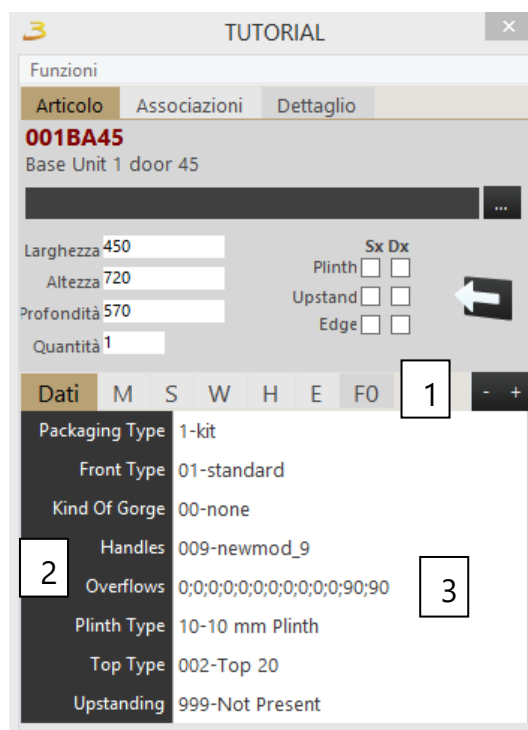 3 TUTORIAL ×
Funzioni
Articolo Associazioni Dettaglio
001BA45
Base Unit 1 door 45
...
Sx Dx
Larghezza 450
Plinth
Altezza 720
Upstand
Profondità 570
Edge
Quantità 1
Dati M S W H E F0 1 - +
Packaging Type 1-kit
Front Type 01-standard
Kind Of Gorge 00-none
Handles 009-newmod_9
2
Overflows 0;0;0;0;0;0;0;0;0;0;0;90;90
3
Plinth Type 10-10 mm Plinth
Top Type 002-Top 20
Upstanding 999-Not Present